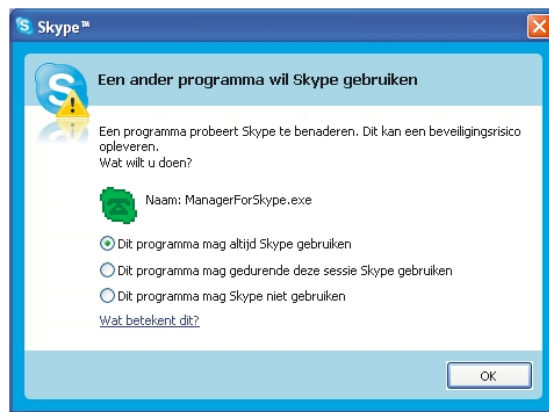 Skype™
Een ander programma wil Skype gebruiken
Een programma probeert Skype te benaderen. Dit kan een beveiligingsrisico
opleveren.
Wat wilt u doen?
Naam: ManagerForSkype.exe
Dit programma mag altijd Skype gebruiken
Dit programma mag gedurende deze sessie Skype gebruiken
Dit programma mag Skype niet gebruiken
Wat betekent dit?
OK